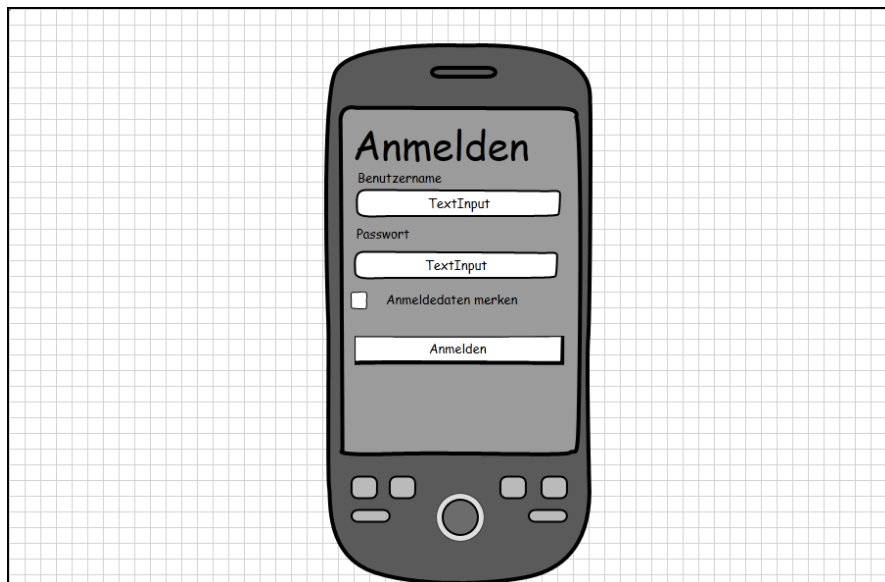 Anmelden
Benutzername
TextInput
Passwort
TextInput
Anmeldedaten merken
Anmelden